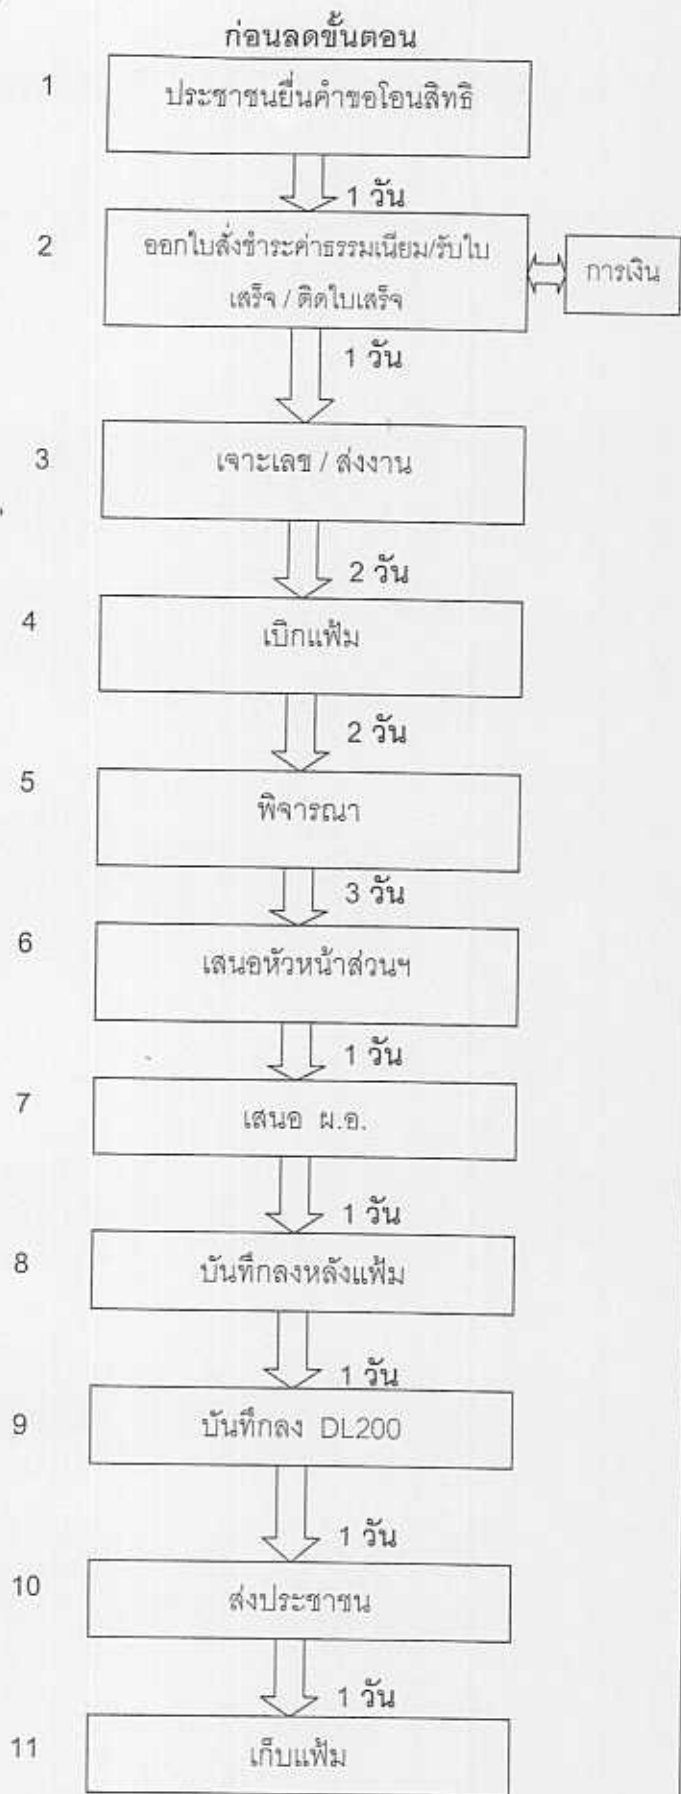 ก่อนลดขั้นตอน
1
ประชาชนยื่นคำขอโอนสิทธิ
1 วัน
2
ออกใบสั่งชำระค่าธรรมเนียม/รับใบ
เสร็จ / ติดใบเสร็จ
การเงิน
1 วัน
3
เจาะเลข / ส่งงาน
2 วัน
4
เบิกแฟ้ม
2 วัน
5
พิจารณา
3 วัน
6
เสนอหัวหน้าส่วนฯ
1 วัน
7
เสนอ ผ.อ.
1 วัน
8
บันทึกลงหลังแฟ้ม
1 วัน
9
บันทึกลง DL200
1 วัน
10
ส่งประชาชน
1 วัน
11
เก็บแฟ้ม